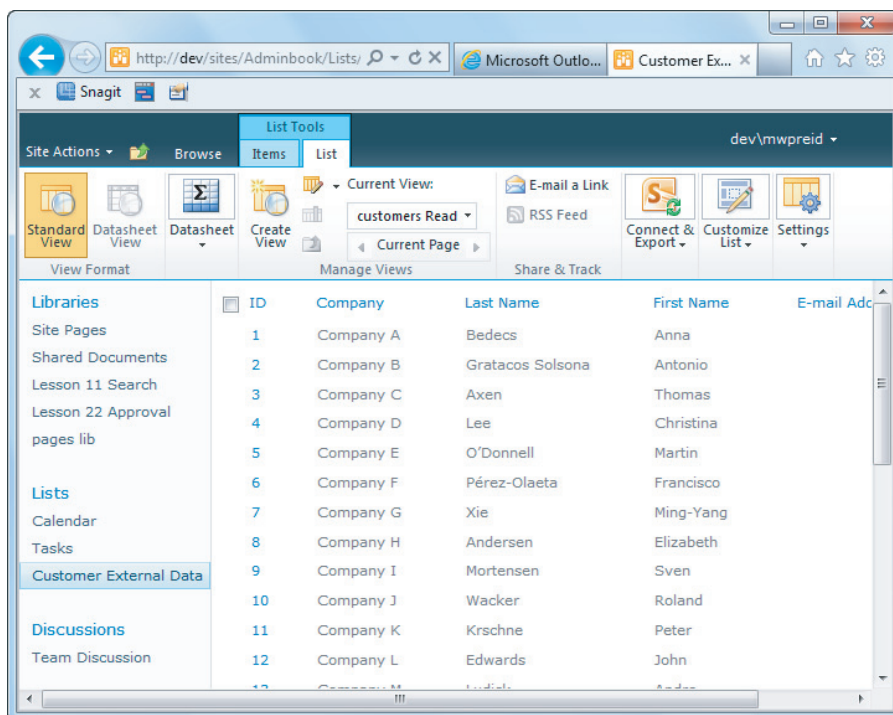 http://dev/sites/Adminbook/Lists/
Microsoft Outlo...
Customer Ex...
Snagit
List Tools
dev\mwpreid
Site Actions
Browse
Items
List
Standard View
Datasheet View
Datasheet
Create View
Current View:
customers Read
Current Page
E-mail a Link
RSS Feed
Connect & Export
Customize List
Settings
View Format
Manage Views
Share & Track
Libraries
Site Pages
Shared Documents
Lesson 11 Search
Lesson 22 Approval
pages lib
Lists
Calendar
Tasks
Customer External Data
Discussions
Team Discussion
ID Company Last Name First Name E-mail Adc
1 Company A Bedecs Anna
2 Company B Gratacos Solsona Antonio
3 Company C Axen Thomas
4 Company D Lee Christina
5 Company E O'Donnell Martin
6 Company F Pérez-Olaeta Francisco
7 Company G Xie Ming-Yang
8 Company H Andersen Elizabeth
9 Company I Mortensen Sven
10 Company J Wacker Roland
11 Company K Krschne Peter
12 Company L Edwards John